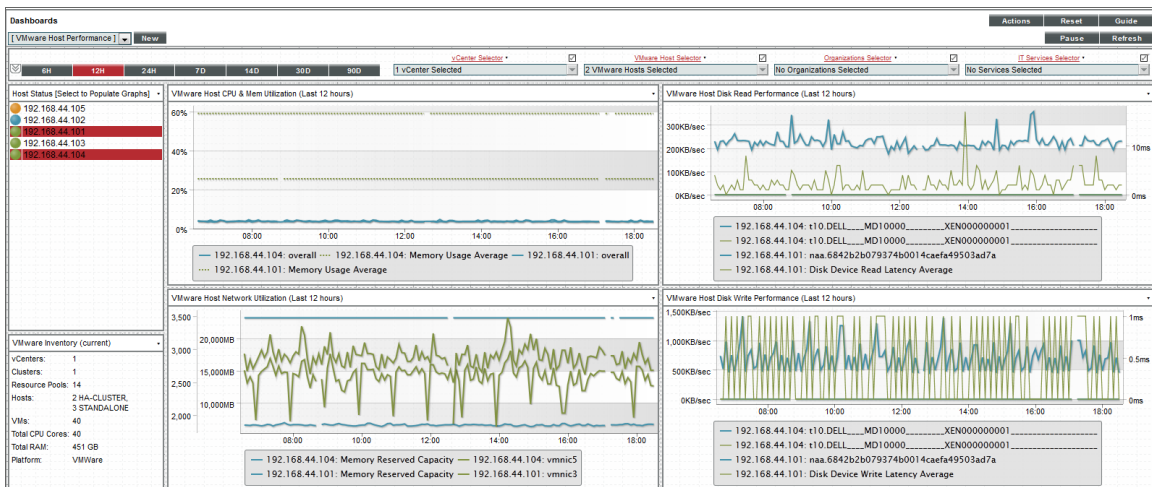 Dashboards
Actions Reset Guide
[ VMware Host Performance ] New
Pause Refresh
vCenter Selector VMware Host Selector Organizations Selector IT Services Selector
6H 12H 24H 7D 14D 30D 90D
1 vCenter Selected 2 VMware Hosts Selected No Organizations Selected No Services Selected
Host Status [Select to Populate Graphs]
192.168.44.105
192.168.44.102
192.168.44.101
192.168.44.103
192.168.44.104
VMware Host CPU & Mem Utilization (Last 12 hours)
60%
40%
20%
0%
08:00 10:00 12:00 14:00 16:00 18:00
192.168.44.104: overall 192.168.44.104: Memory Usage Average 192.168.44.101: overall
192.168.44.101: Memory Usage Average
VMware Host Disk Read Performance (Last 12 hours)
300KB/sec
200KB/sec
10ms
100KB/sec
0KB/sec
0ms
08:00 10:00 12:00 14:00 16:00 18:00
192.168.44.104: t10.DELL____MD10000_________XEN000000001_____________________
192.168.44.104: t10.DELL____MD10000_________XEN000000001_____________________
192.168.44.101: naa.6842b2b079374b0014caefa49503ad7a
192.168.44.101: Disk Device Read Latency Average
VMware Inventory (current)
vCenters: 1
Clusters: 1
Resource Pools: 14
Hosts: 2 HA-CLUSTER,
3 STANDALONE
VMs: 40
Total CPU Cores: 40
Total RAM: 451 GB
Platform: VMWare
VMware Host Network Utilization (Last 12 hours)
3,500
20,000MB
3,000
15,000MB
2,500
10,000MB
2,000
08:00 10:00 12:00 14:00 16:00 18:00
192.168.44.104: Memory Reserved Capacity 192.168.44.104: vmnic5
192.168.44.101: Memory Reserved Capacity 192.168.44.101: vmnic3
VMware Host Disk Write Performance (Last 12 hours)
1,500KB/sec
1ms
1,000KB/sec
0.5ms
500KB/sec
0KB/sec
0ms
08:00 10:00 12:00 14:00 16:00 18:00
192.168.44.104: t10.DELL____MD10000_________XEN000000001_____________________
192.168.44.104: t10.DELL____MD10000_________XEN000000001_____________________
192.168.44.101: naa.6842b2b079374b0014caefa49503ad7a
192.168.44.101: Disk Device Write Latency Average